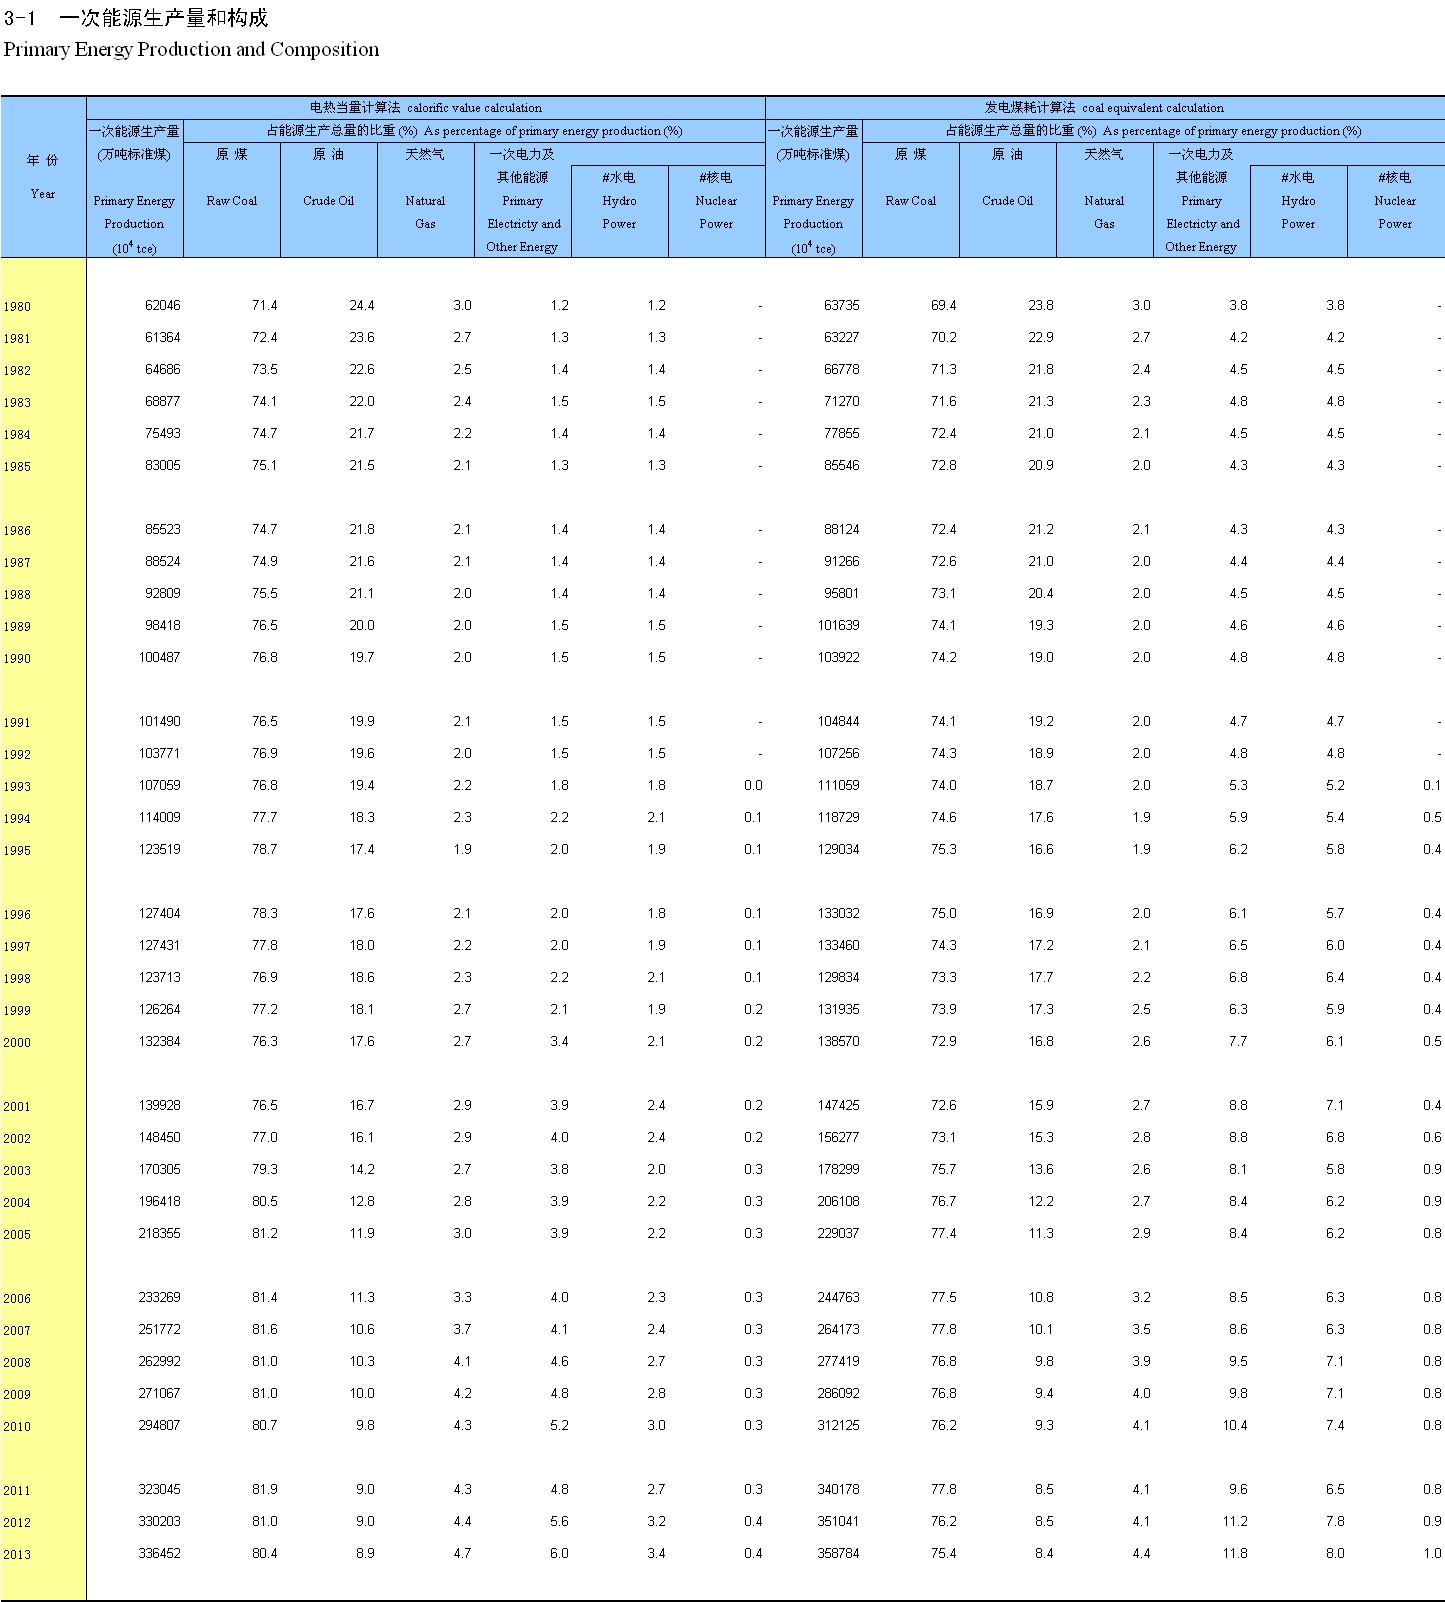 3-1 一次能源生产量和构成
Primary Energy Production and Composition
电热当量计算法 calorific value calculation 发电煤耗计算法 coal equivalent calculation
一次能源生产量 占能源生产总量的比重(%) As percentage of primary energy production (%) 一次能源生产量 占能源生产总量的比重(%) As percentage of primary energy production (%)
年 份 (万吨标准煤) 原 煤 原 油 天然气 一次电力及 (万吨标准煤) 原 煤 原 油 天然气 一次电力及
其他能源 #水电 #核电 其他能源 #水电 #核电
Year Primary Energy Raw Coal Crude Oil Natural Primary Hydro Nuclear Primary Energy Raw Coal Crude Oil Natural Primary Hydro Nuclear
Production Gas Electricty and Power Power Production Gas Electricty and Power Power
(10⁴ tce) Other Energy (10⁴ tce) Other Energy
1980 62046 71.4 24.4 3.0 1.2 1.2 - 63735 69.4 23.8 3.0 3.8 3.8 -
1981 61364 72.4 23.6 2.7 1.3 1.3 - 63227 70.2 22.9 2.7 4.2 4.2 -
1982 64686 73.5 22.6 2.5 1.4 1.4 - 66778 71.3 21.8 2.4 4.5 4.5 -
1983 68877 74.1 22.0 2.4 1.5 1.5 - 71270 71.6 21.3 2.3 4.8 4.8 -
1984 75493 74.7 21.7 2.2 1.4 1.4 - 77855 72.4 21.0 2.1 4.5 4.5 -
1985 83005 75.1 21.5 2.1 1.3 1.3 - 85546 72.8 20.9 2.0 4.3 4.3 -
1986 85523 74.7 21.8 2.1 1.4 1.4 - 88124 72.4 21.2 2.1 4.3 4.3 -
1987 88524 74.9 21.6 2.1 1.4 1.4 - 91266 72.6 21.0 2.0 4.4 4.4 -
1988 92809 75.5 21.1 2.0 1.4 1.4 - 95801 73.1 20.4 2.0 4.5 4.5 -
1989 98418 76.5 20.0 2.0 1.5 1.5 - 101639 74.1 19.3 2.0 4.6 4.6 -
1990 100487 76.8 19.7 2.0 1.5 1.5 - 103922 74.2 19.0 2.0 4.8 4.8 -
1991 101490 76.5 19.9 2.1 1.5 1.5 - 104844 74.1 19.2 2.0 4.7 4.7 -
1992 103771 76.9 19.6 2.0 1.5 1.5 - 107256 74.3 18.9 2.0 4.8 4.8 -
1993 107059 76.8 19.4 2.2 1.8 1.8 0.0 111059 74.0 18.7 2.0 5.3 5.2 0.1
1994 114009 77.7 18.3 2.3 2.2 2.1 0.1 118729 74.6 17.6 1.9 5.9 5.4 0.5
1995 123519 78.7 17.4 1.9 2.0 1.9 0.1 129034 75.3 16.6 1.9 6.2 5.8 0.4
1996 127404 78.3 17.6 2.1 2.0 1.8 0.1 133032 75.0 16.9 2.0 6.1 5.7 0.4
1997 127431 77.8 18.0 2.2 2.0 1.9 0.1 133460 74.3 17.2 2.1 6.5 6.0 0.4
1998 123713 76.9 18.6 2.3 2.2 2.1 0.1 129834 73.3 17.7 2.2 6.8 6.4 0.4
1999 126264 77.2 18.1 2.7 2.1 1.9 0.2 131935 73.9 17.3 2.5 6.3 5.9 0.4
2000 132384 76.3 17.6 2.7 3.4 2.1 0.2 138570 72.9 16.8 2.6 7.7 6.1 0.5
2001 139928 76.5 16.7 2.9 3.9 2.4 0.2 147425 72.6 15.9 2.7 8.8 7.1 0.4
2002 148450 77.0 16.1 2.9 4.0 2.4 0.2 156277 73.1 15.3 2.8 8.8 6.8 0.6
2003 170305 79.3 14.2 2.7 3.8 2.0 0.3 178299 75.7 13.6 2.6 8.1 5.8 0.9
2004 196418 80.5 12.8 2.8 3.9 2.2 0.3 206108 76.7 12.2 2.7 8.4 6.2 0.9
2005 218355 81.2 11.9 3.0 3.9 2.2 0.3 229037 77.4 11.3 2.9 8.4 6.2 0.8
2006 233269 81.4 11.3 3.3 4.0 2.3 0.3 244763 77.5 10.8 3.2 8.5 6.3 0.8
2007 251772 81.6 10.6 3.7 4.1 2.4 0.3 264173 77.8 10.1 3.5 8.6 6.3 0.8
2008 262992 81.0 10.3 4.1 4.6 2.7 0.3 277419 76.8 9.8 3.9 9.5 7.1 0.8
2009 271067 81.0 10.0 4.2 4.8 2.8 0.3 286092 76.8 9.4 4.0 9.8 7.1 0.8
2010 294807 80.7 9.8 4.3 5.2 3.0 0.3 312125 76.2 9.3 4.1 10.4 7.4 0.8
2011 323045 81.9 9.0 4.3 4.8 2.7 0.3 340178 77.8 8.5 4.1 9.6 6.5 0.8
2012 330203 81.0 9.0 4.4 5.6 3.2 0.4 351041 76.2 8.5 4.1 11.2 7.8 0.9
2013 336452 80.4 8.9 4.7 6.0 3.4 0.4 358784 75.4 8.4 4.4 11.8 8.0 1.0